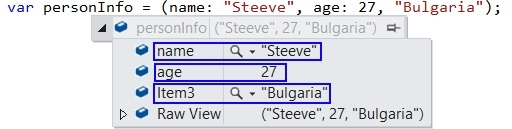 var personInfo = (name: "Steeve", age: 27, "Bulgaria");
personInfo ("Steeve", 27, "Bulgaria")
name "Steeve"
age 27
Item3 "Bulgaria"
Raw View ("Steeve", 27, "Bulgaria")